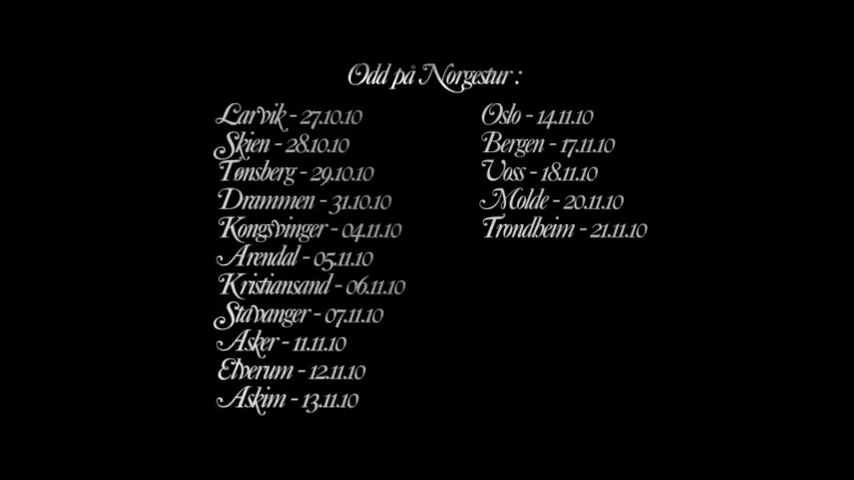 Odd på Norgestur :
Larvik - 27.10.10
Skien - 28.10.10
Tønsberg - 29.10.10
Drammen - 31.10.10
Kongsvinger - 04.11.10
Arendal - 05.11.10
Kristiansand - 06.11.10
Stavanger - 07.11.10
Asker - 11.11.10
Elverum - 12.11.10
Askim - 13.11.10
Oslo - 14.11.10
Bergen - 17.11.10
Voss - 18.11.10
Molde - 20.11.10
Trondheim - 21.11.10